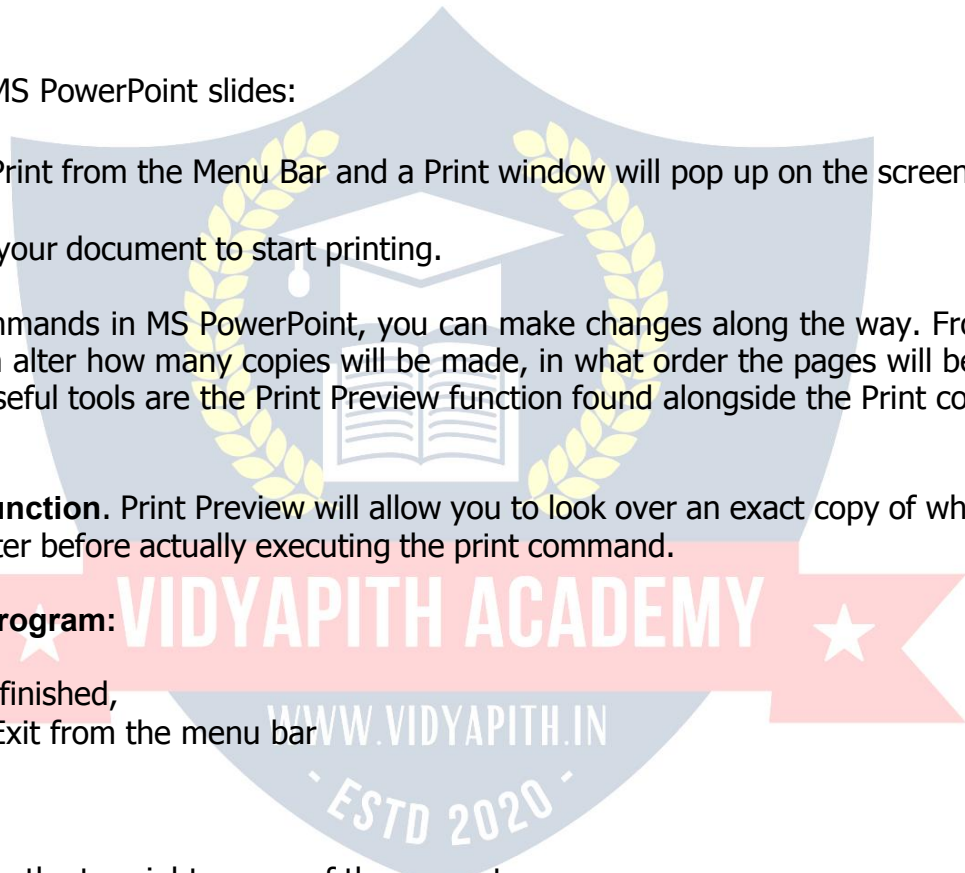 MS PowerPoint slides:
Print from the Menu Bar and a Print window will pop up on the screen
your document to start printing.
mmands in MS PowerPoint, you can make changes along the way. Fro
alter how many copies will be made, in what order the pages will be
seful tools are the Print Preview function found alongside the Print co
unction. Print Preview will allow you to look over an exact copy of wh
ter before actually executing the print command.
rogram:
VIDYAPITH ACADEMY
finished,
Exit from the menu bar
WWW.VIDYAPITH.IN
- ESTD 2020 -